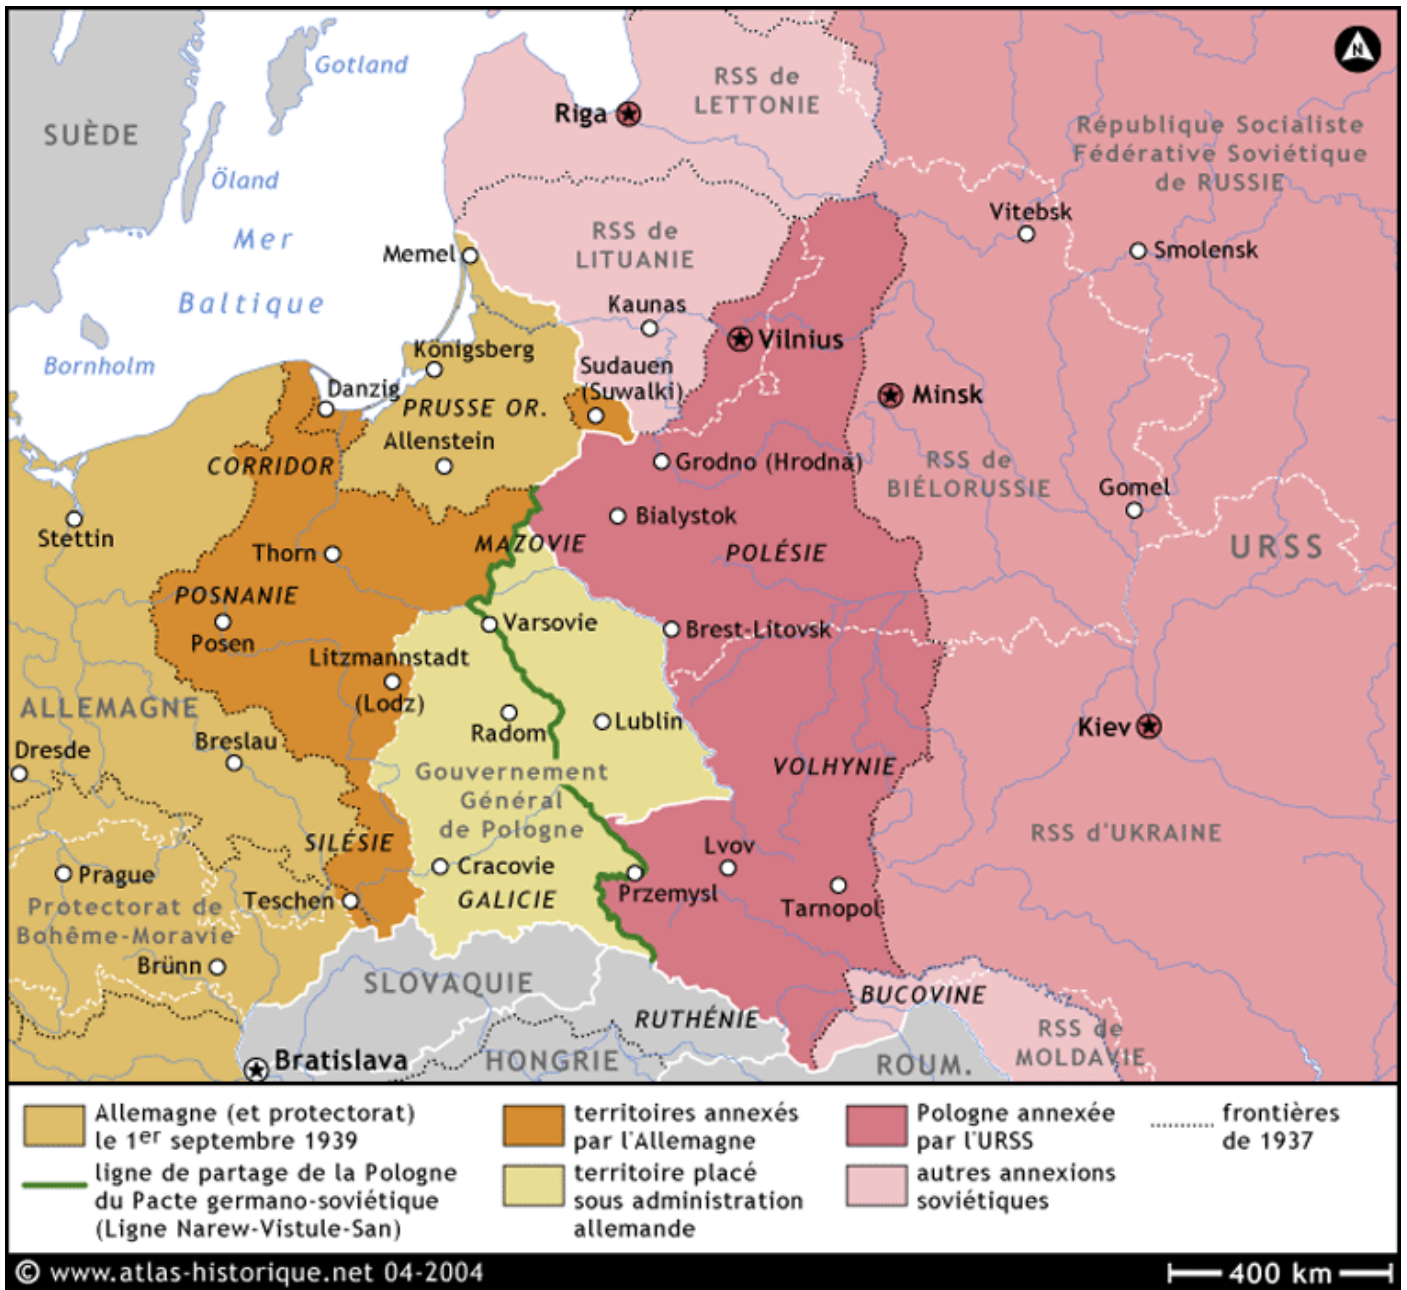 Gotland
SUÈDE
Öland
Mer
Baltique
Bornholm
Riga
RSS de
LETTONIE
République Socialiste
Fédérative Soviétique
de RUSSIE
Vitebsk
Smolensk
RSS de
LITUANIE
Memel
Kaunas
Vilnius
Königsberg
Sudauen
(Suwalki)
Danzig
PRUSSE OR.
Allenstein
Minsk
CORRIDOR
Grodno (Hrodna)
RSS de
BIÉLORUSSIE
Gomel
Stettin
Bialystok
URSS
Thorn
MAZOVIE
POLÉSIE
POSNANIE
Posen
Varsovie
Brest-Litovsk
Litzmannstadt
(Lodz)
ALLEMAGNE
Radom
Lublin
Kiev
Breslau
Dresde
Gouvernement
Général
de Pologne
VOLHYNIE
SILÉSIE
RSS d'UKRAINE
Lvov
Prague
Cracovie
Przemysl
Tarnopol
Teschen
GALICIE
Protectorat de
Bohême-Moravie
Brünn
SLOVAQUIE
BUCOVINE
RUTHÉNIE
RSS de
MOLDAVIE
Bratislava
HONGRIE
ROUM.
Allemagne (et protectorat)
le 1er septembre 1939
ligne de partage de la Pologne
du Pacte germano-soviétique
(Ligne Narew-Vistule-San)
territoires annexés
par l'Allemagne
territoire placé
sous administration
allemande
Pologne annexée
par l'URSS
autres annexions
soviétiques
frontières
de 1937
© www.atlas-historique.net 04-2004
400 km
N